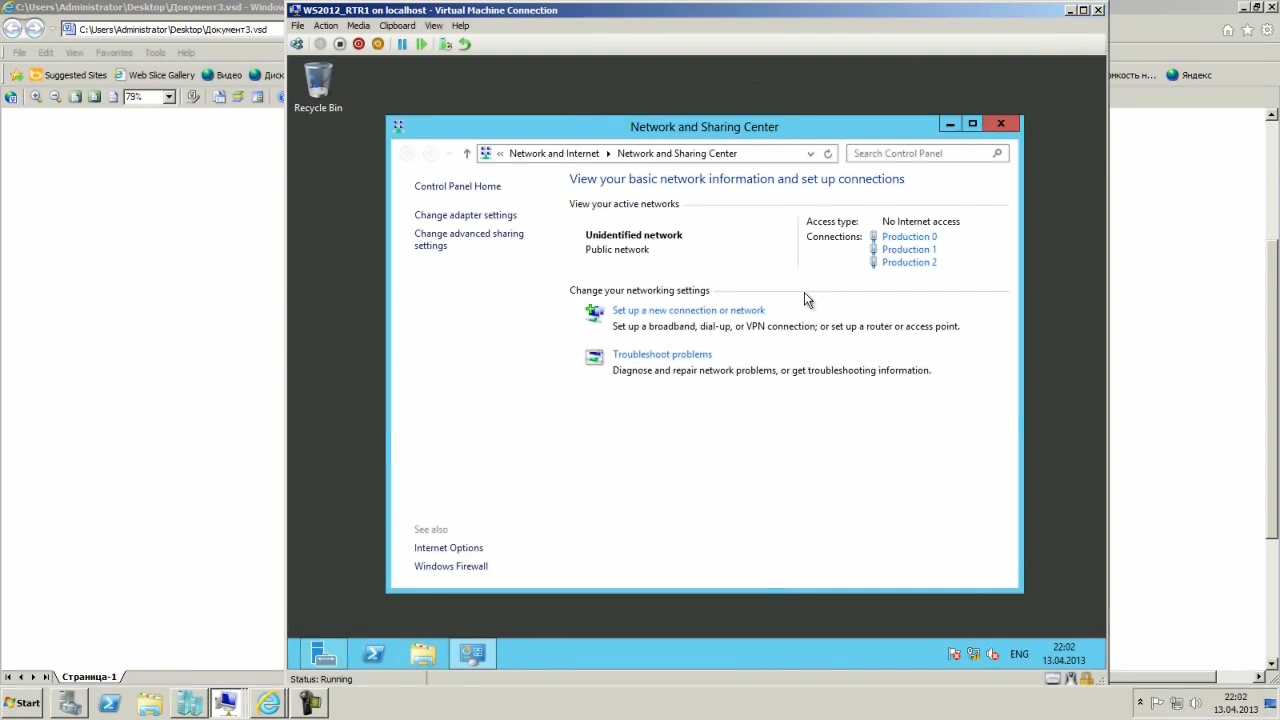 C:\Users\Administrator\Desktop\Документ3.vsd - Window
C:\Users\Administrator\Desktop\Документ3.vsd
File Edit View Favorites Tools Help
Suggested Sites Web Slice Gallery Видео Диск
79%
WS2012_RTR1 on localhost - Virtual Machine Connection
File Action Media Clipboard View Help
Recycle Bin
Network and Sharing Center
« Network and Internet Network and Sharing Center
Search Control Panel
Control Panel Home
Change adapter settings
Change advanced sharing
settings
View your basic network information and set up connections
View your active networks
Unidentified network
Public network
Access type: No Internet access
Connections: Production 0
Production 1
Production 2
Change your networking settings
Set up a new connection or network
Set up a broadband, dial-up, or VPN connection; or set up a router or access point.
Troubleshoot problems
Diagnose and repair network problems, or get troubleshooting information.
See also
Internet Options
Windows Firewall
ENG
22:02
13.04.2013
Status: Running
Яндекс
Страница-1
Start
22:02
13.04.2013